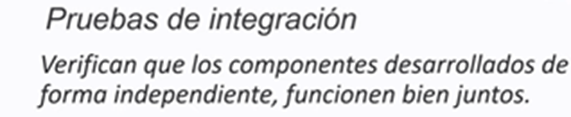 Pruebas de integración
Verifican que los componentes desarrollados de
forma independiente, funcionen bien juntos.